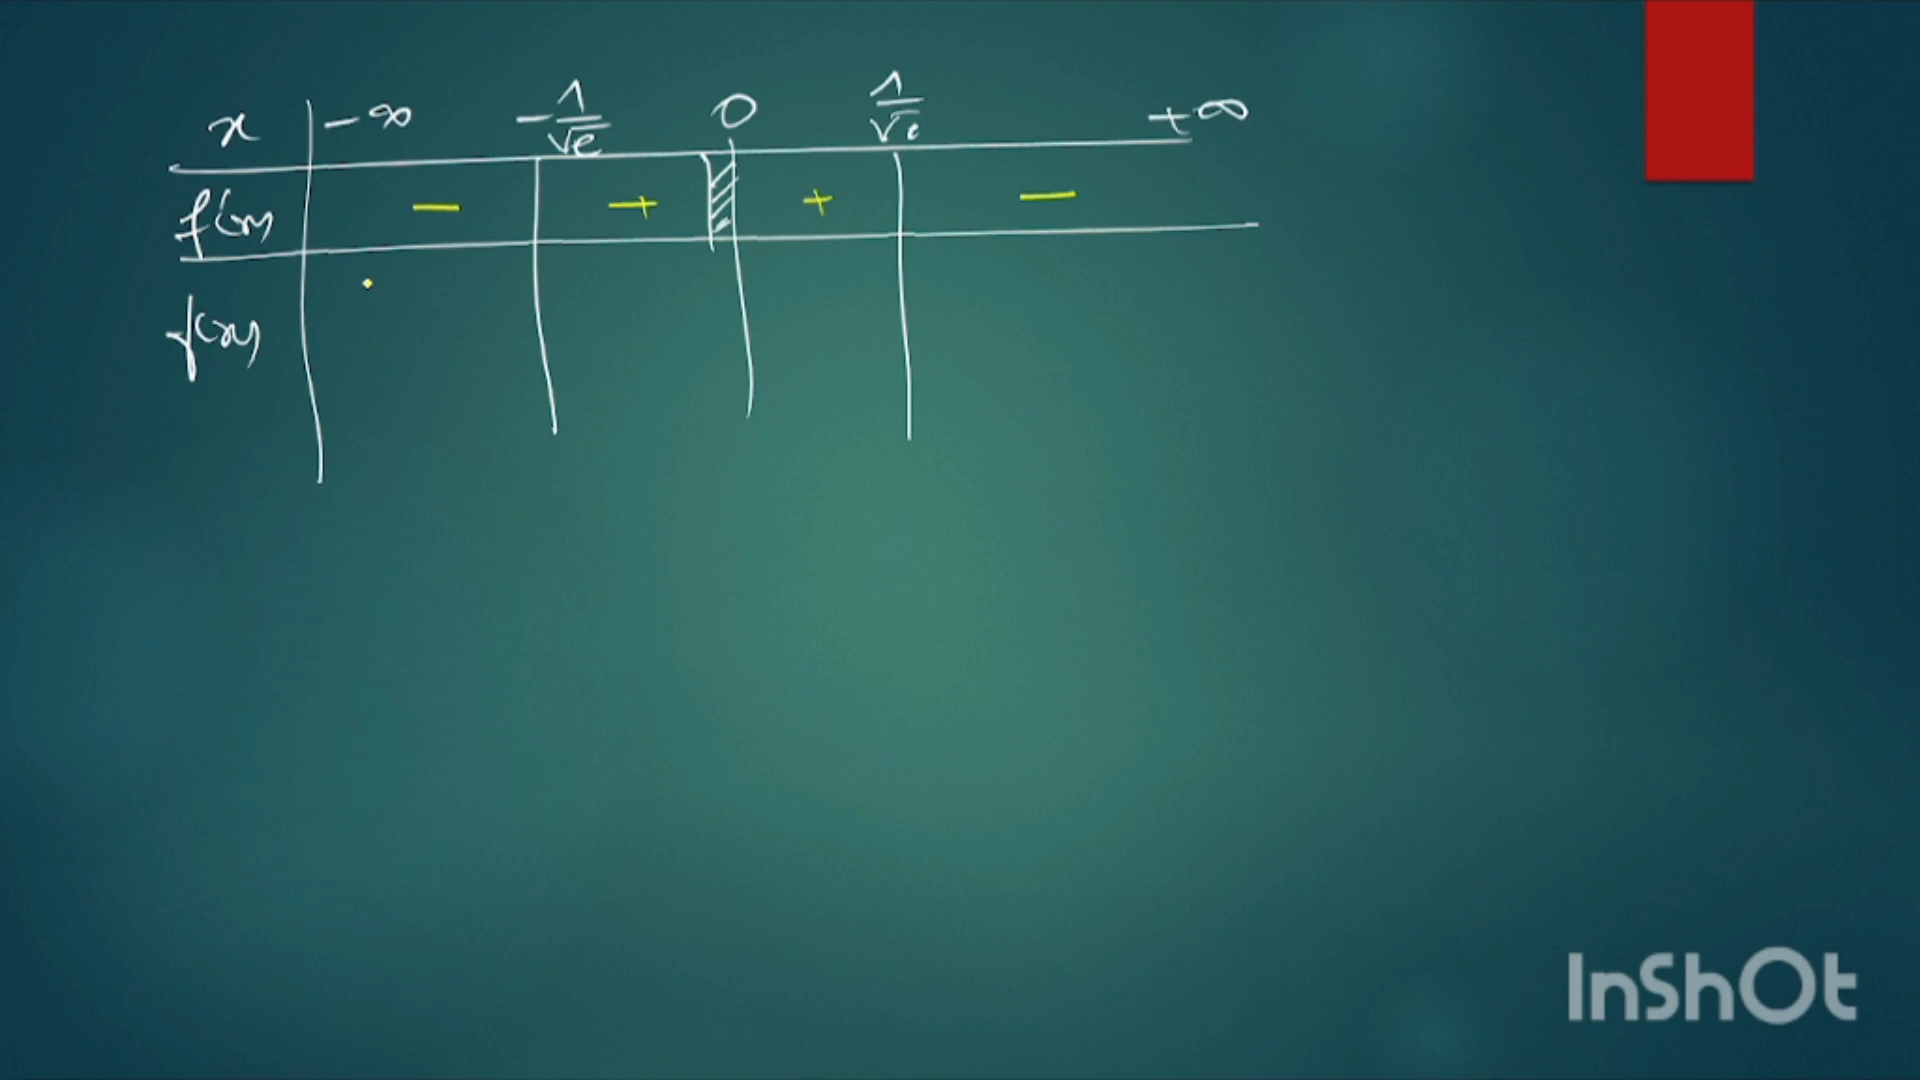 x -∞ -1/√e 0 1/√e +∞
f(x) - + + -
f(x)
InShOt